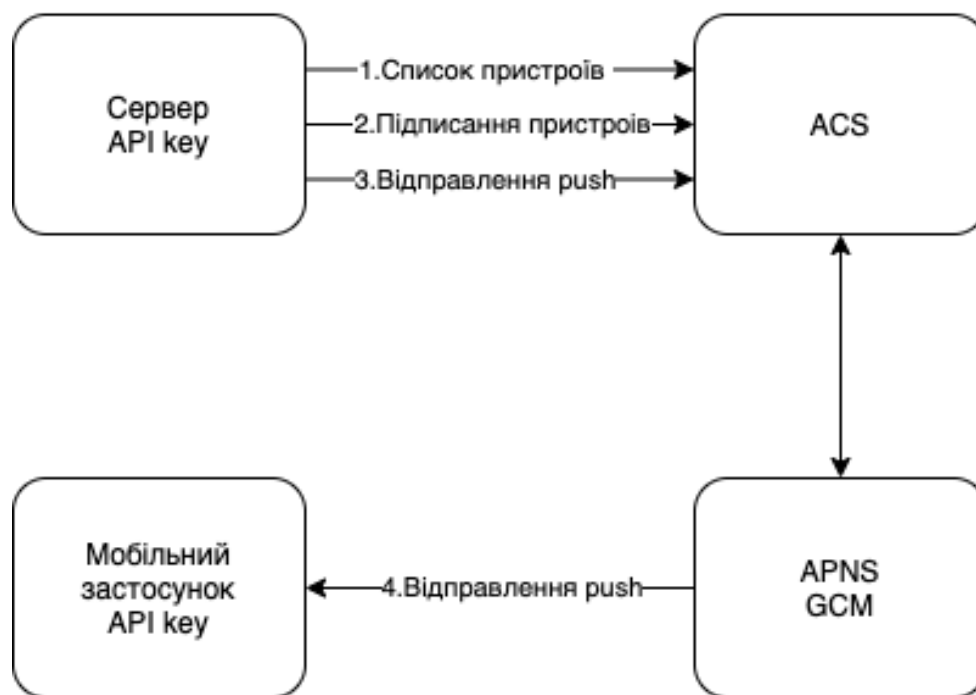 Сервер
API key
1.Список пристроїв
2.Підписання пристроїв
3.Відправлення push
ACS
Мобільний
застосунок
API key
4.Відправлення push
APNS
GCM